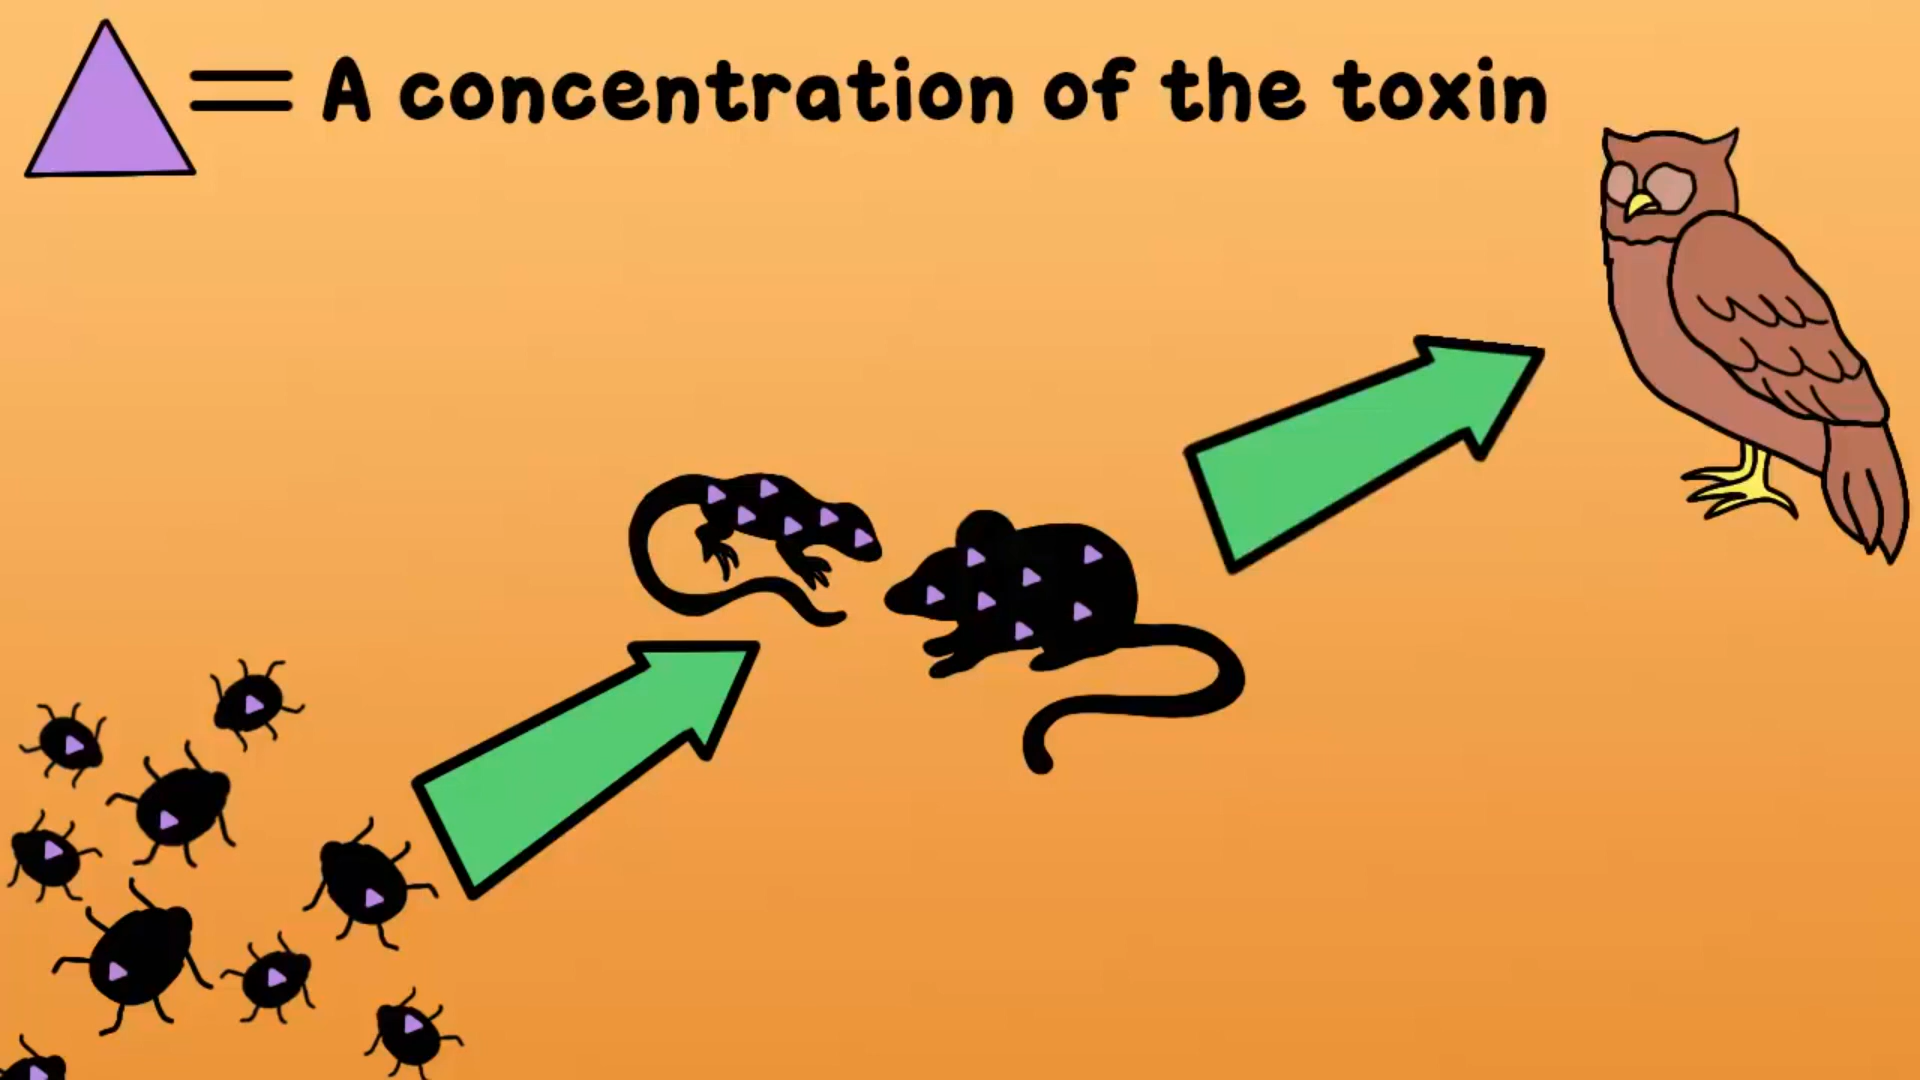 = A concentration of the toxin